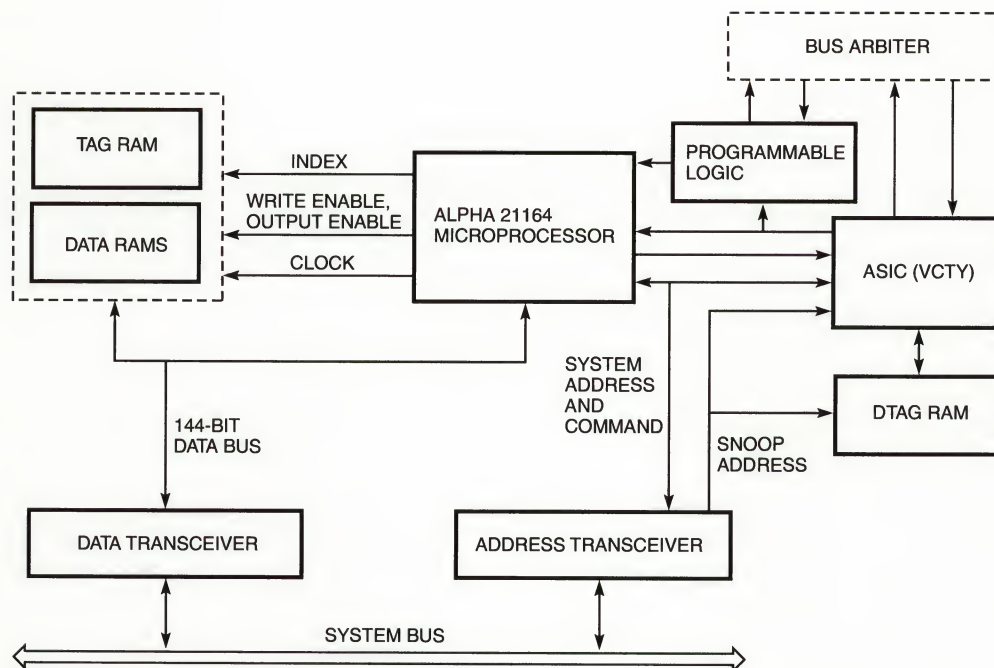 BUS ARBITER
TAG RAM
INDEX
PROGRAMMABLE
LOGIC
WRITE ENABLE,
OUTPUT ENABLE
ALPHA 21164
MICROPROCESSOR
DATA RAMS
CLOCK
ASIC (VCTY)
SYSTEM
ADDRESS
AND
COMMAND
144-BIT
DATA BUS
DTAG RAM
SNOOP
ADDRESS
DATA TRANSCEIVER
ADDRESS TRANSCEIVER
SYSTEM BUS